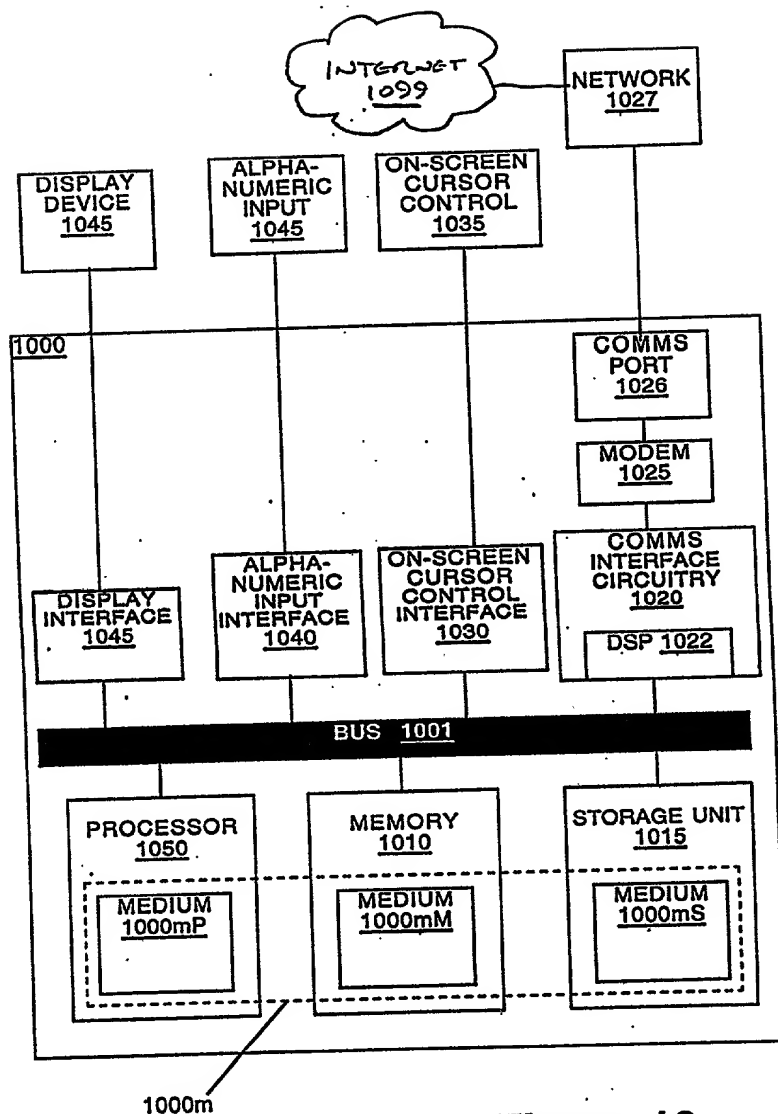 INTERNET
1099
NETWORK
1027
DISPLAY
DEVICE
1045
ALPHA-
NUMERIC
INPUT
1045
ON-SCREEN
CURSOR
CONTROL
1035
1000
COMMS
PORT
1026
MODEM
1025
DISPLAY
INTERFACE
1045
ALPHA-
NUMERIC
INPUT
INTERFACE
1040
ON-SCREEN
CURSOR
CONTROL
INTERFACE
1030
COMMS
INTERFACE
CIRCUITRY
1020
DSP 1022
BUS 1001
PROCESSOR
1050
MEMORY
1010
STORAGE UNIT
1015
MEDIUM
1000mP
MEDIUM
1000mM
MEDIUM
1000mS
1000m